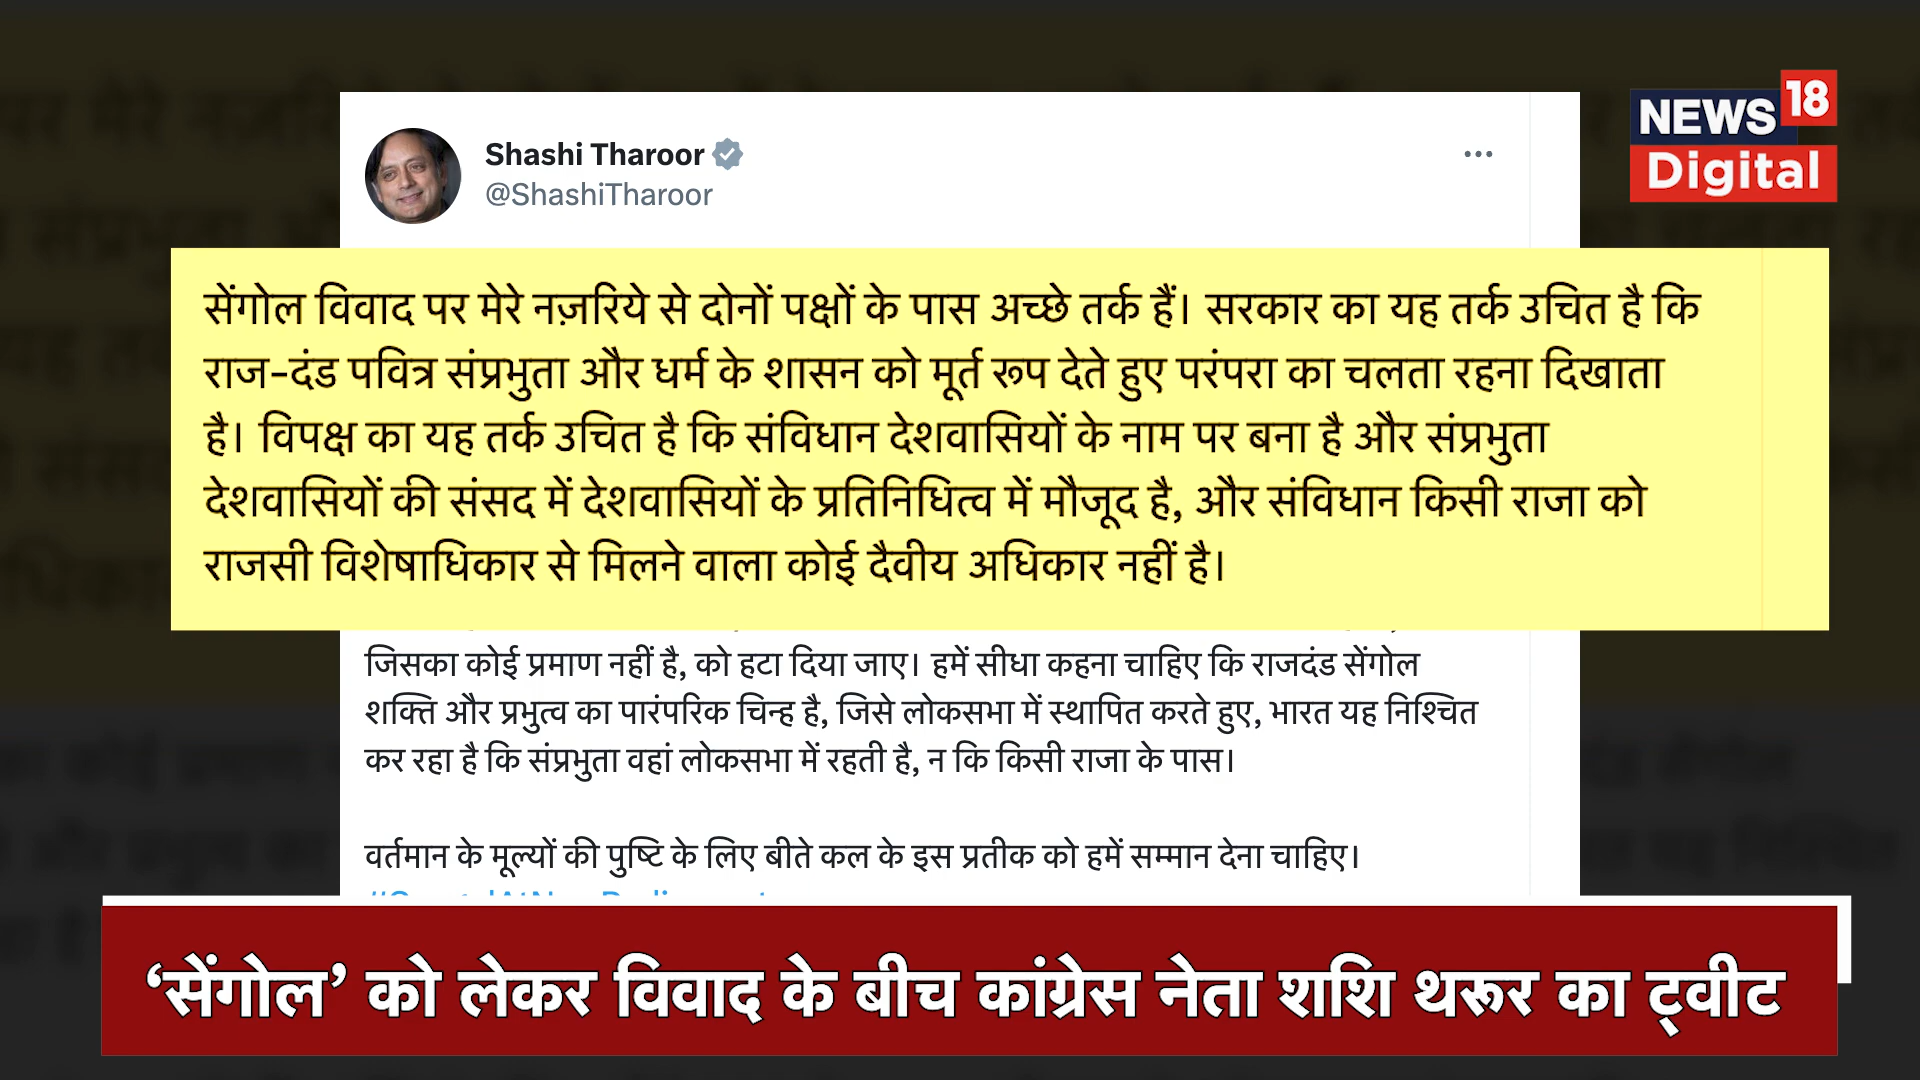 NEWS 18
Digital
Shashi Tharoor
@ShashiTharoor
सेंगोल विवाद पर मेरे नज़रिये से दोनों पक्षों के पास अच्छे तर्क हैं। सरकार का यह तर्क उचित है कि
राज-दंड पवित्र संप्रभुता और धर्म के शासन को मूर्त रूप देते हुए परंपरा का चलता रहना दिखाता
है। विपक्ष का यह तर्क उचित है कि संविधान देशवासियों के नाम पर बना है और संप्रभुता
देशवासियों की संसद में देशवासियों के प्रतिनिधित्व में मौजूद है, और संविधान किसी राजा को
राजसी विशेषाधिकार से मिलने वाला कोई दैवीय अधिकार नहीं है।
जिसका कोई प्रमाण नहीं है, को हटा दिया जाए। हमें सीधा कहना चाहिए कि राजदंड सेंगोल
शक्ति और प्रभुत्व का पारंपरिक चिन्ह है, जिसे लोकसभा में स्थापित करते हुए, भारत यह निश्चित
कर रहा है कि संप्रभुता वहां लोकसभा में रहती है, न कि किसी राजा के पास।
वर्तमान के मूल्यों की पुष्टि के लिए बीते कल के इस प्रतीक को हमें सम्मान देना चाहिए।
‘सेंगोल’ को लेकर विवाद के बीच कांग्रेस नेता शशि थरूर का ट्वीट